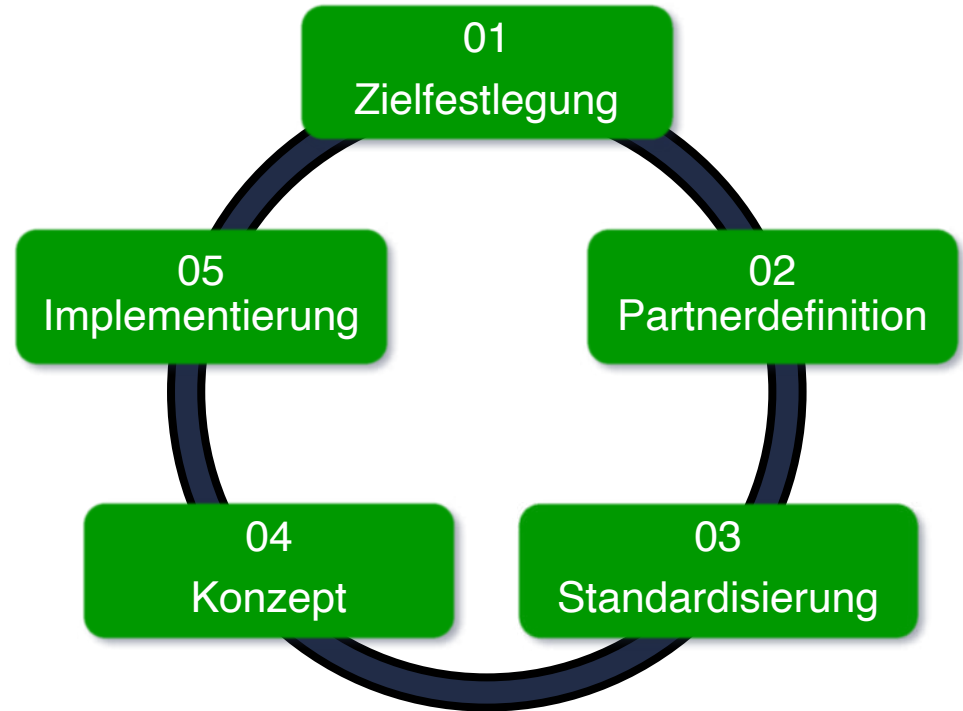 01
Zielfestlegung
02
Partnerdefinition
03
Standardisierung
04
Konzept
05
Implementierung